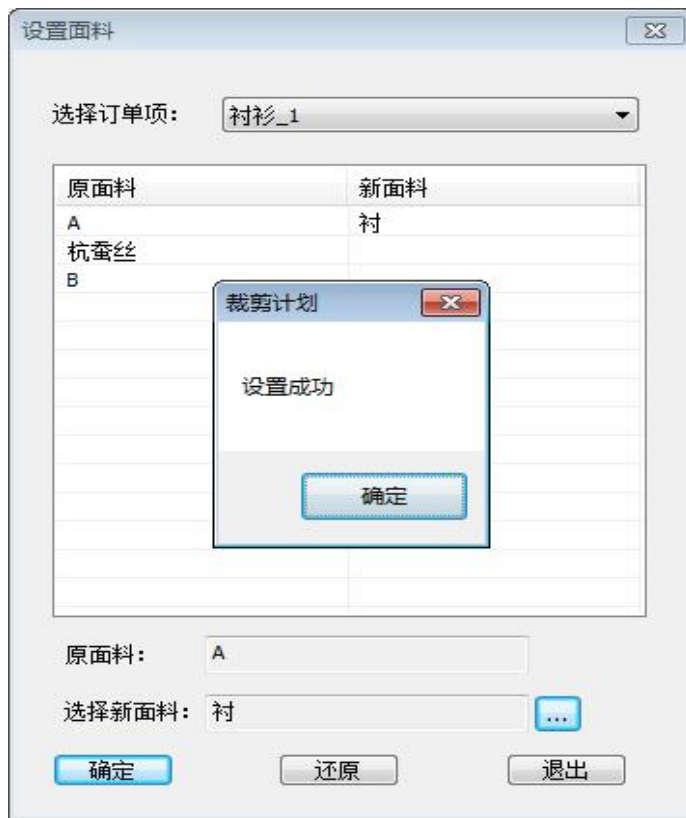 设置面料
选择订单项： 衬衫_1
原面料 新面料
A 衬
杭蚕丝
B
裁剪计划
设置成功
确定
原面料： A
选择新面料： 衬 ...
确定 还原 退出